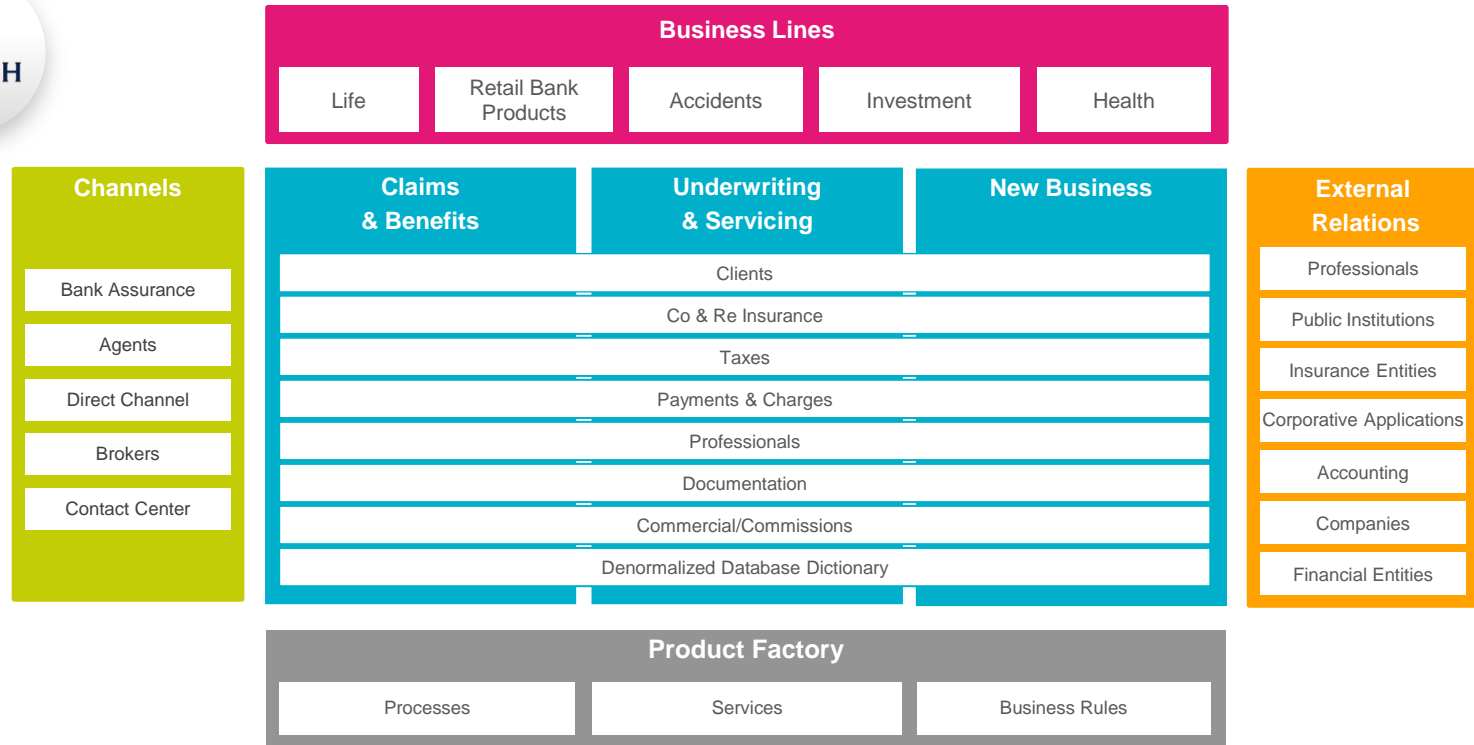 H
Business Lines
Life
Retail Bank
Products
Accidents
Investment
Health
Channels
Bank Assurance
Agents
Direct Channel
Brokers
Contact Center
Claims
& Benefits
Underwriting
& Servicing
New Business
Clients
Co & Re Insurance
Taxes
Payments & Charges
Professionals
Documentation
Commercial/Commissions
Denormalized Database Dictionary
External
Relations
Professionals
Public Institutions
Insurance Entities
Corporative Applications
Accounting
Companies
Financial Entities
Product Factory
Processes
Services
Business Rules